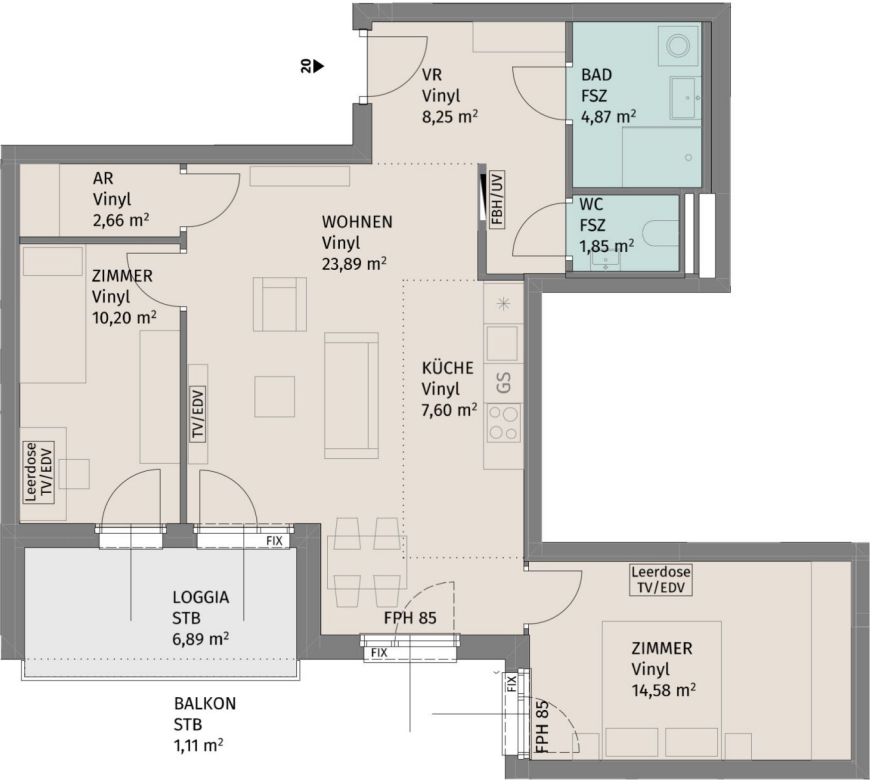 20
VR
Vinyl
8,25 m²
BAD
FSZ
4,87 m²
AR
Vinyl
2,66 m²
WOHNEN
Vinyl
23,89 m²
FBH/UV
WC
FSZ
1,85 m²
ZIMMER
Vinyl
10,20 m²
KÜCHE
Vinyl
7,60 m²
GS
TV/EDV
Leerdose
TV/EDV
FIX
LOGGIA
STB
6,89 m²
FPH 85
FIX
Leerdose
TV/EDV
ZIMMER
Vinyl
14,58 m²
FIX
FPH 85
BALKON
STB
1,11 m²